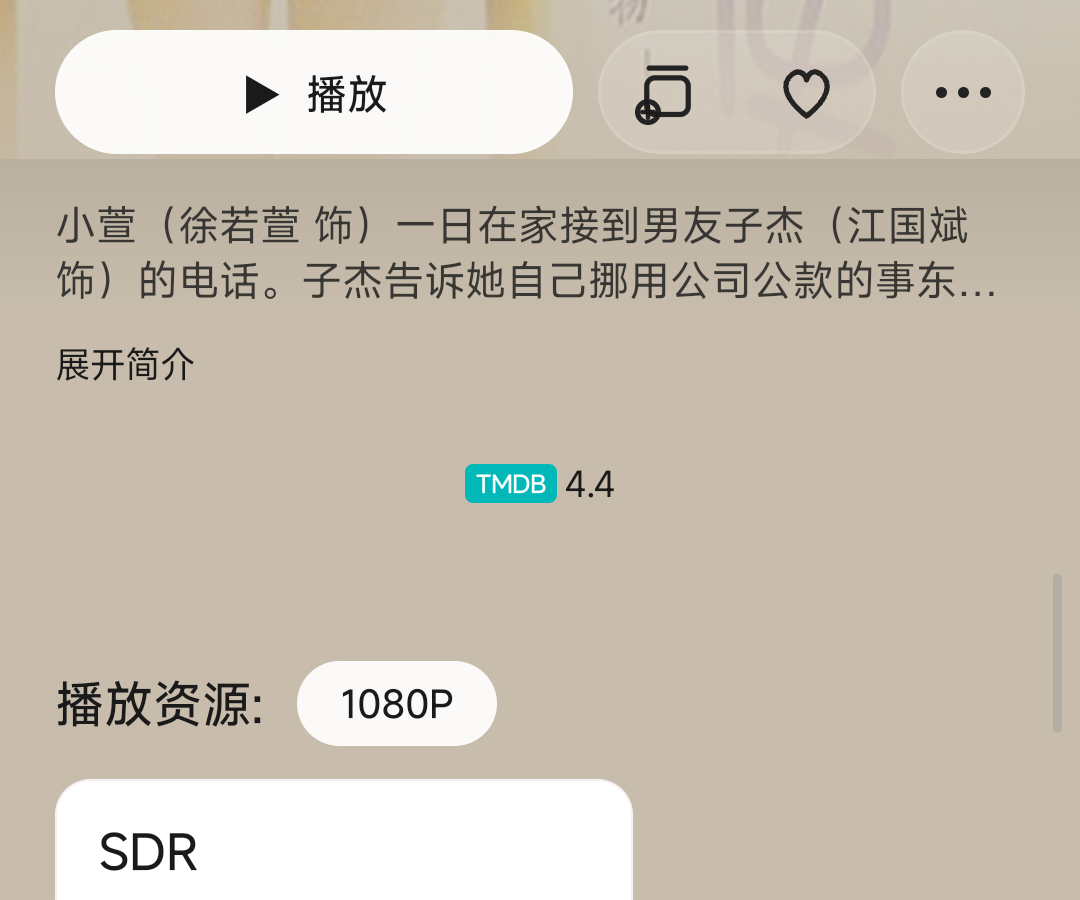 物
播放
小萱（徐若萱 饰）一日在家接到男友子杰（江国斌
饰）的电话。子杰告诉她自己挪用公司公款的事东…
展开简介
TMDB 4.4
播放资源: 1080P
SDR